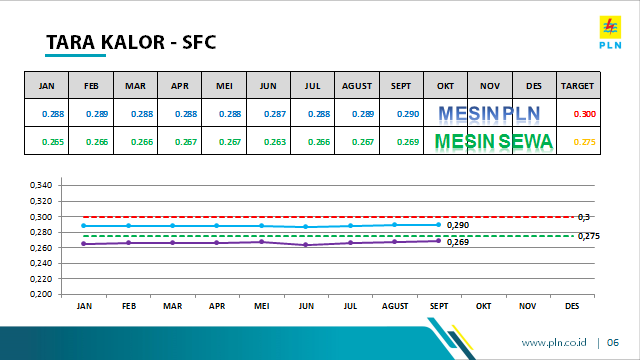 TARA KALOR - SFC
PLN
JAN FEB MAR APR MEI JUN JUL AGUST SEPT OKT NOV DES TARGET
0.288 0.289 0.288 0.288 0.288 0.287 0.288 0.289 0.290 MESIN PLN 0.300
0.265 0.266 0.266 0.267 0.267 0.263 0.266 0.267 0.269 MESIN SEWA 0.275
0,340
0,320
0,300 0,3
0,280 0,290 0,275
0,260 0,269
0,240
0,220
0,200
JAN FEB MAR APR MEI JUN JUL AGUST SEPT OKT NOV DES
www.pln.co.id | 06